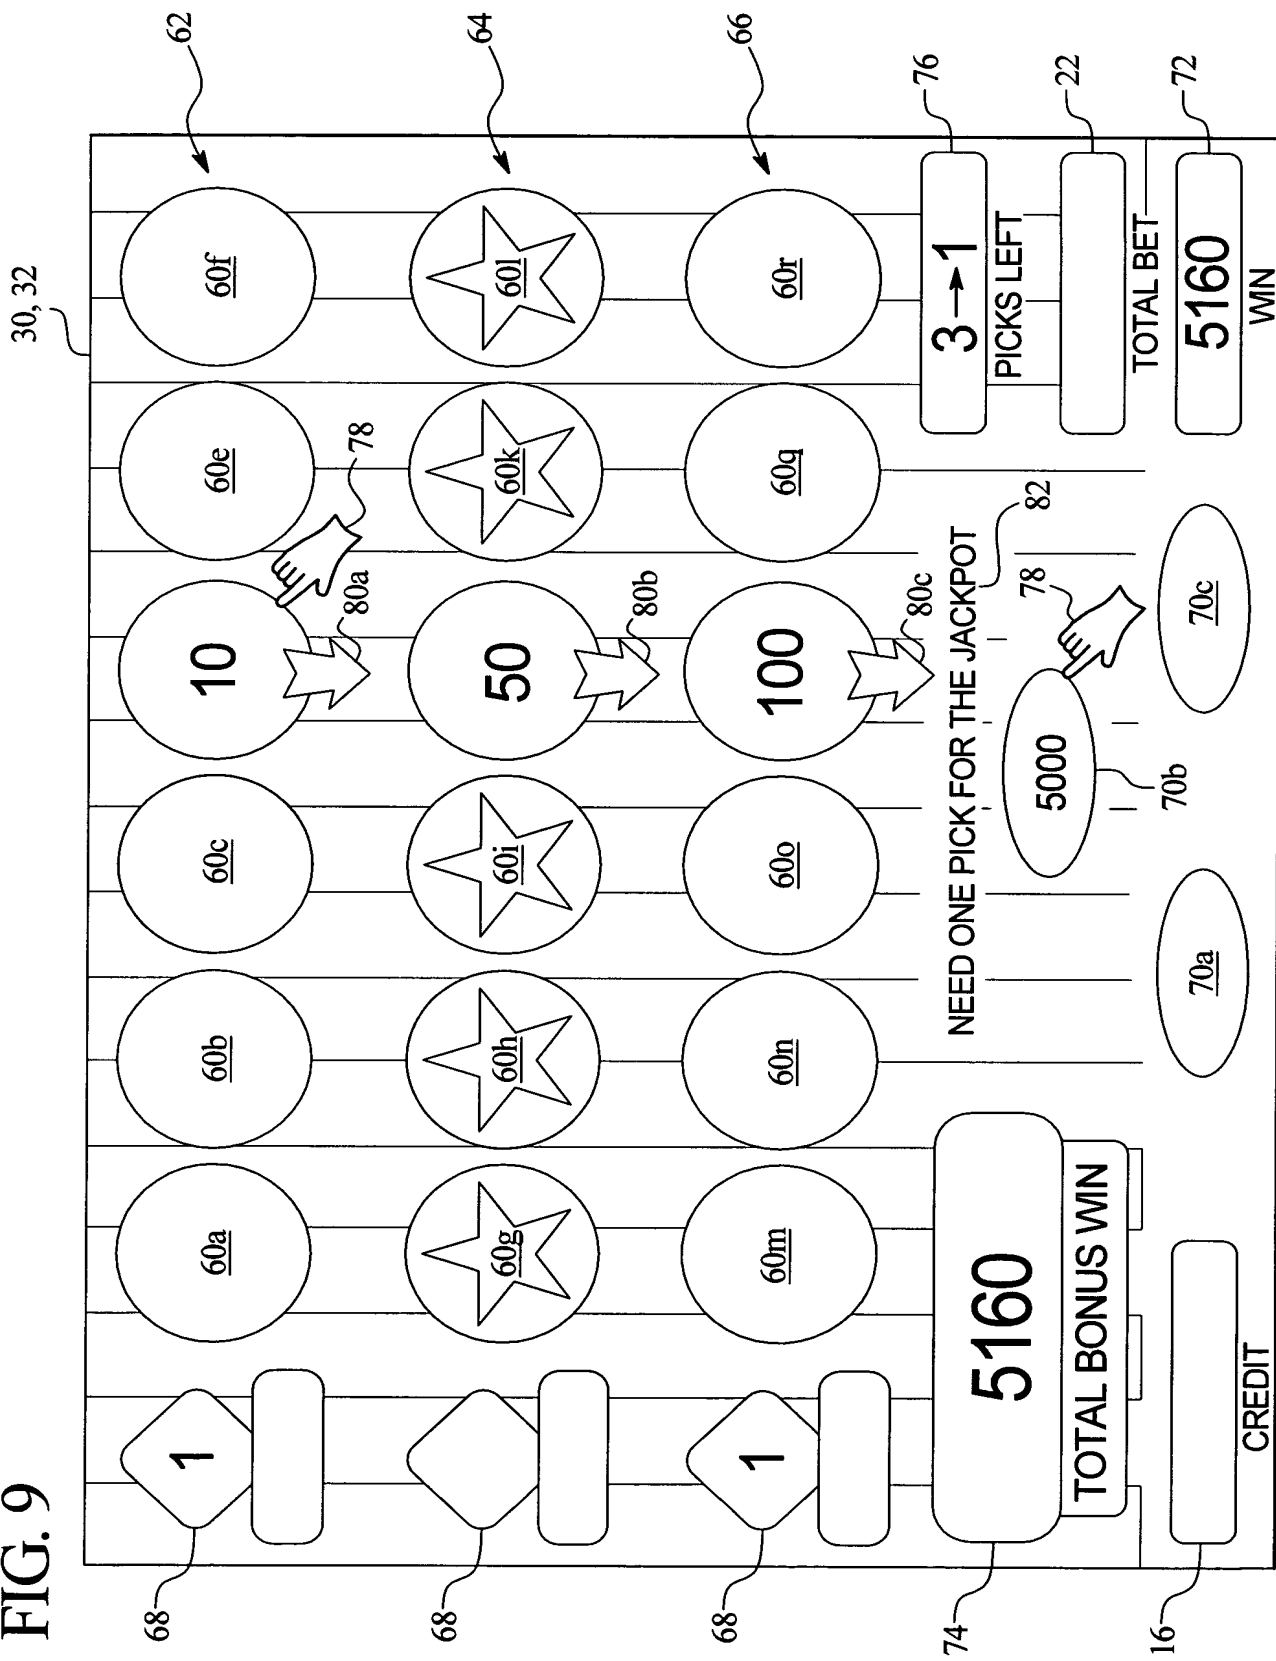 FIG. 9
30, 32
68
1
60a
60b
60c
10
60e
60f
62
78
80a
68
60g
60h
60i
50
60k
60l
64
80b
68
1
60m
60n
60o
100
60q
60r
66
80c
74
5160
TOTAL BONUS WIN
NEED ONE PICK FOR THE JACKPOT
82
78
5000
70b
3→1
PICKS LEFT
76
22
TOTAL BET
16
CREDIT
70a
70c
5160
WIN
72